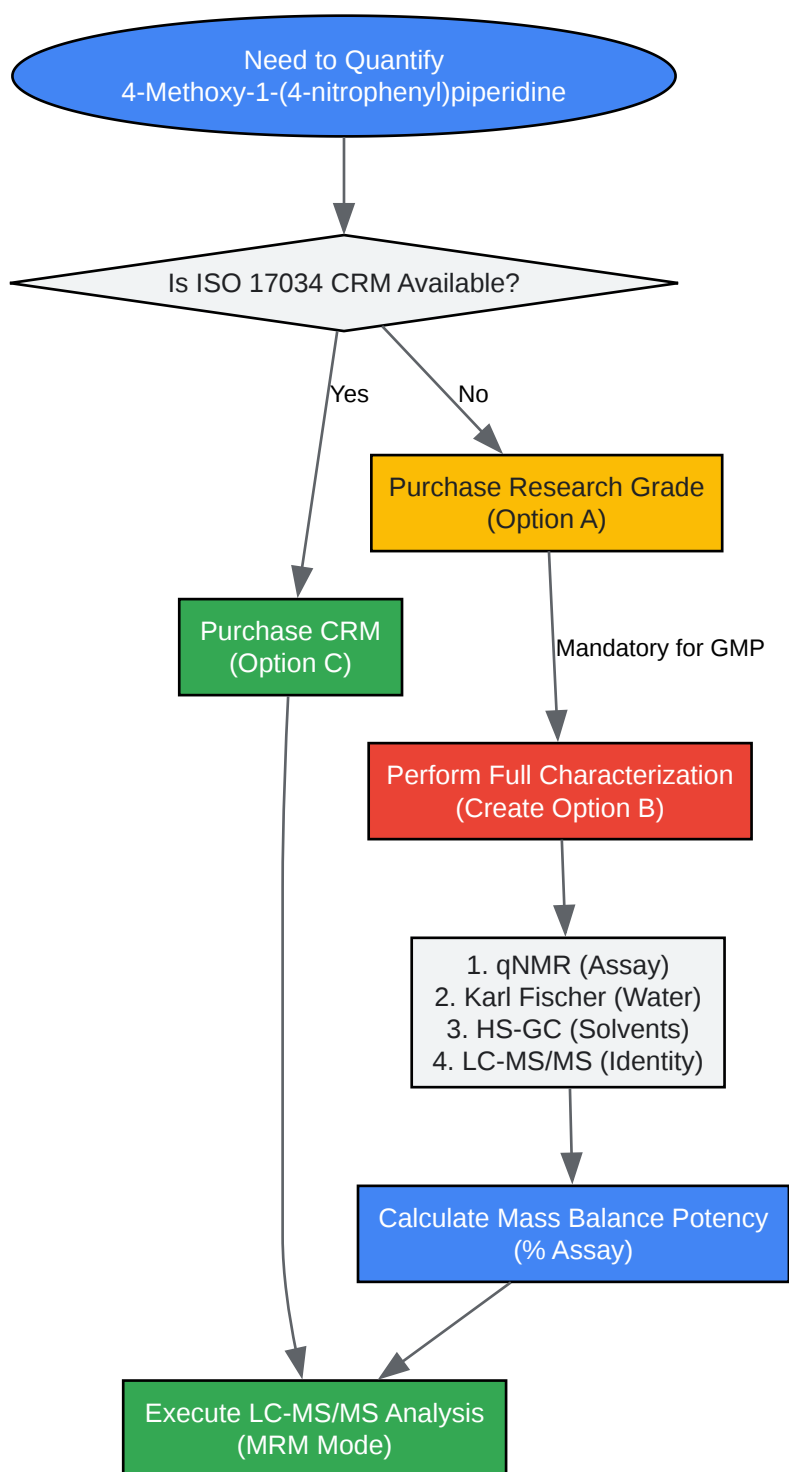 Need to Quantify
4-Methoxy-1-(4-nitrophenyl)piperidine
Is ISO 17034 CRM Available?
Yes
No
Purchase Research Grade
(Option A)
Purchase CRM
(Option C)
Mandatory for GMP
Perform Full Characterization
(Create Option B)
1. qNMR (Assay)
2. Karl Fischer (Water)
3. HS-GC (Solvents)
4. LC-MS/MS (Identity)
Calculate Mass Balance Potency
(% Assay)
Execute LC-MS/MS Analysis
(MRM Mode)